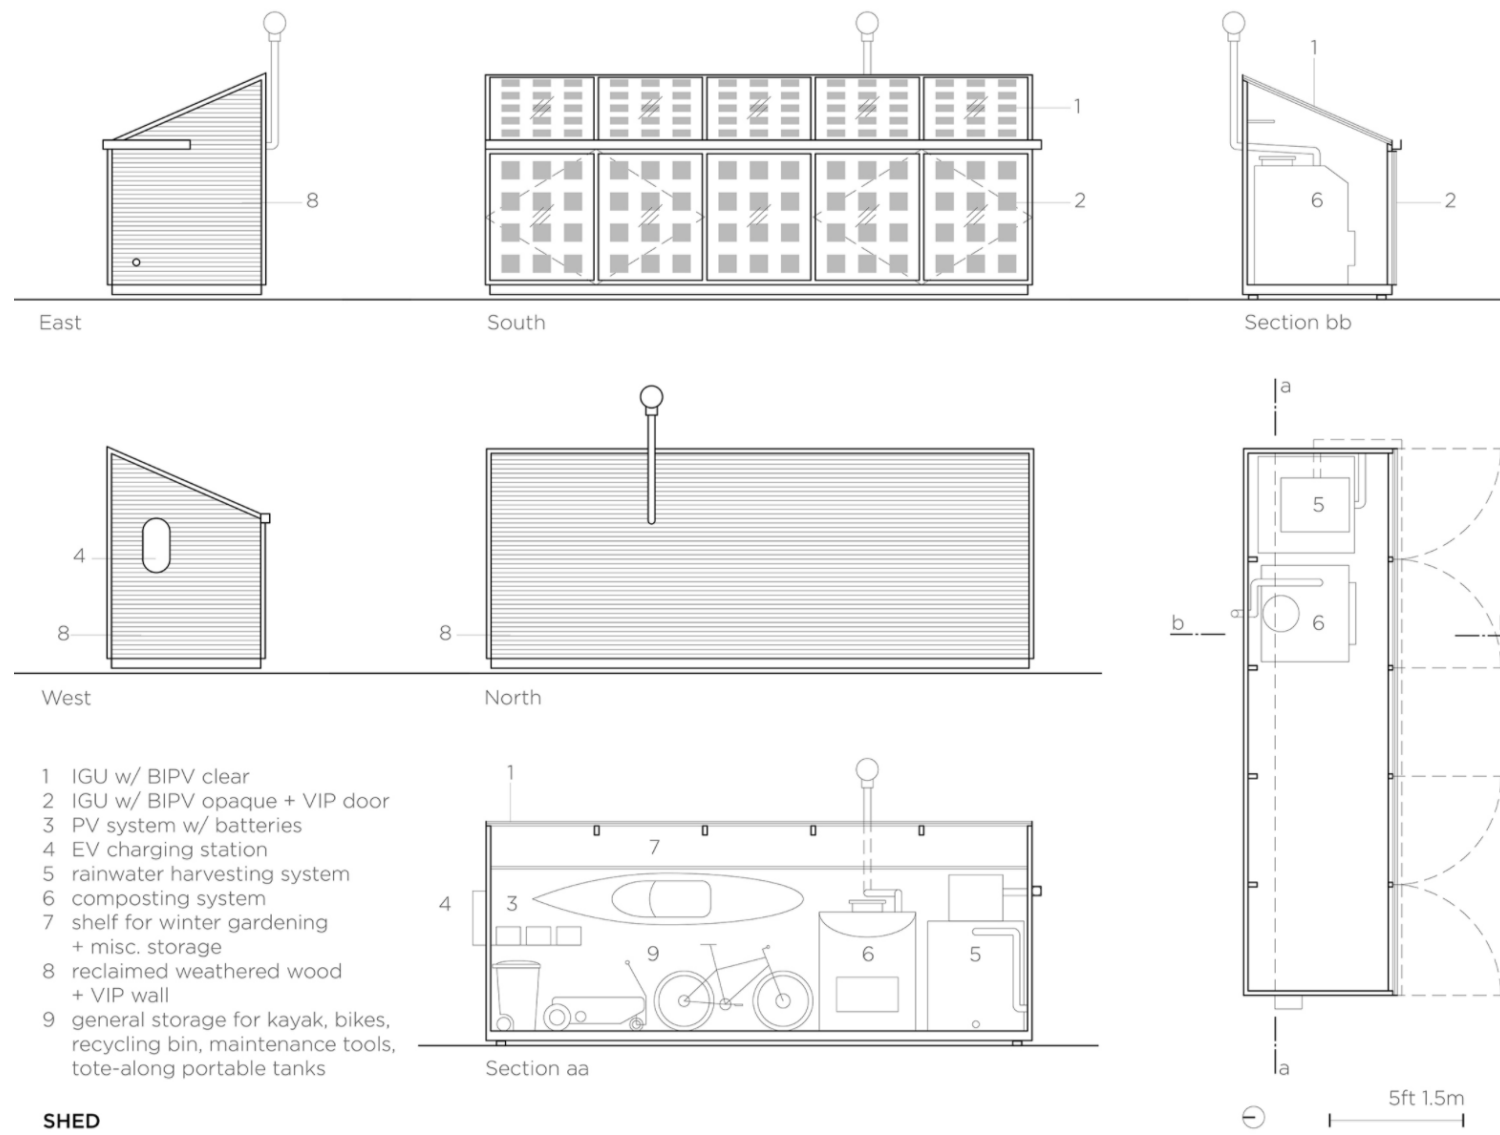 1
1
8
2
6
2
East
South
Section bb
a
4
5
b
6
8
8
West
North
1 IGU w/ BIPV clear
2 IGU w/ BIPV opaque + VIP door
3 PV system w/ batteries
4 EV charging station
5 rainwater harvesting system
6 composting system
7 shelf for winter gardening
+ misc. storage
8 reclaimed weathered wood
+ VIP wall
9 general storage for kayak, bikes,
recycling bin, maintenance tools,
tote-along portable tanks
1
7
4
3
9
6
5
Section aa
a
5ft 1.5m
SHED